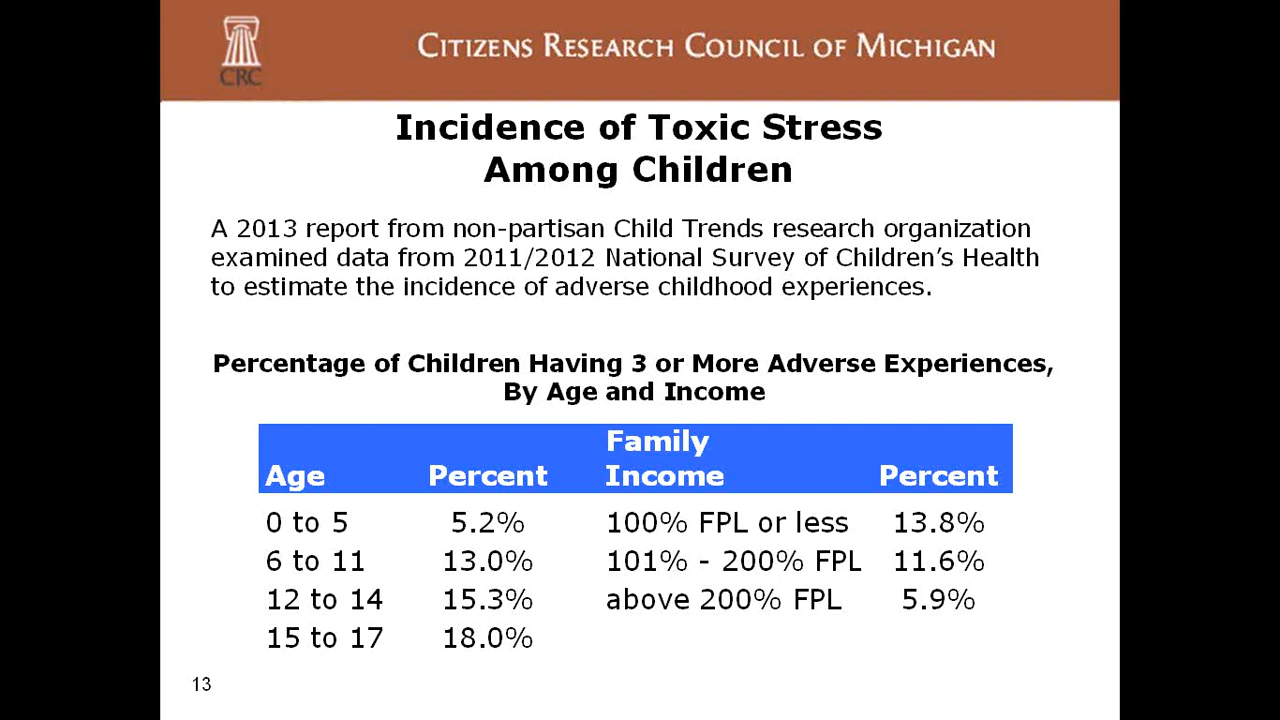 CRC
CITIZENS RESEARCH COUNCIL OF MICHIGAN
Incidence of Toxic Stress
Among Children
A 2013 report from non-partisan Child Trends research organization
examined data from 2011/2012 National Survey of Children’s Health
to estimate the incidence of adverse childhood experiences.
Percentage of Children Having 3 or More Adverse Experiences,
By Age and Income
Family
Age Percent Income Percent
0 to 5 5.2% 100% FPL or less 13.8%
6 to 11 13.0% 101% - 200% FPL 11.6%
12 to 14 15.3% above 200% FPL 5.9%
15 to 17 18.0%
13